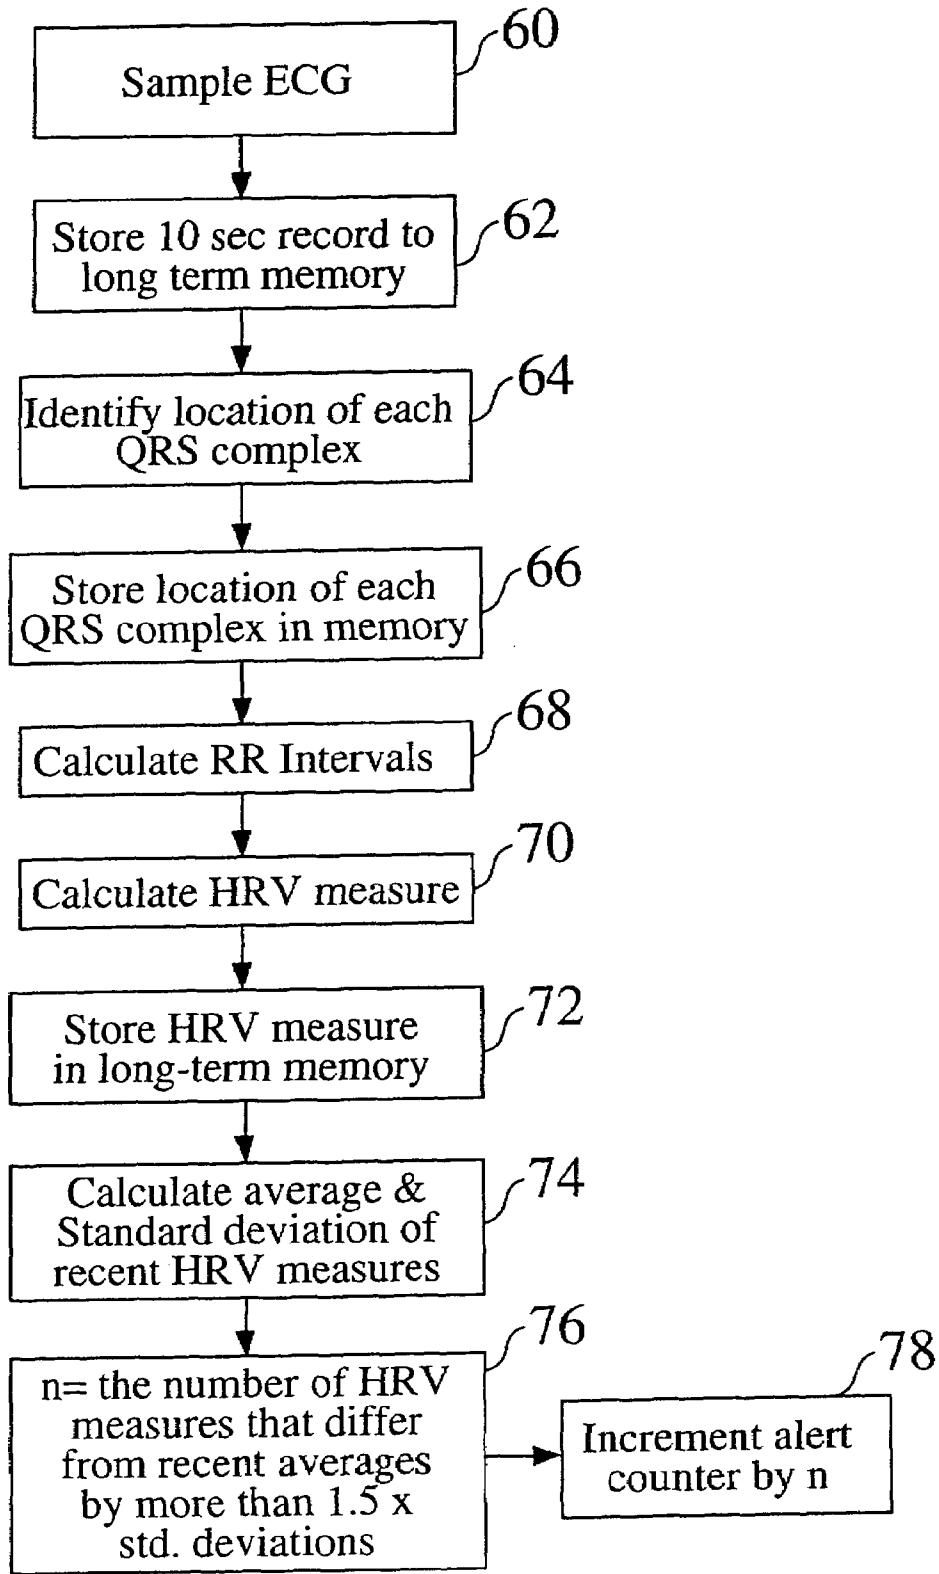 60
Sample ECG
62
Store 10 sec record to
long term memory
64
Identify location of each
QRS complex
66
Store location of each
QRS complex in memory
68
Calculate RR Intervals
70
Calculate HRV measure
72
Store HRV measure
in long-term memory
74
Calculate average &
Standard deviation of
recent HRV measures
76
n= the number of HRV
measures that differ
from recent averages
by more than 1.5 x
std. deviations
78
Increment alert
counter by n